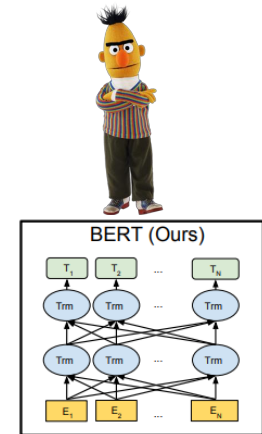 BERT (Ours)
T1 T2 ... TN
Trm Trm ... Trm
Trm Trm ... Trm
E1 E2 ... EN